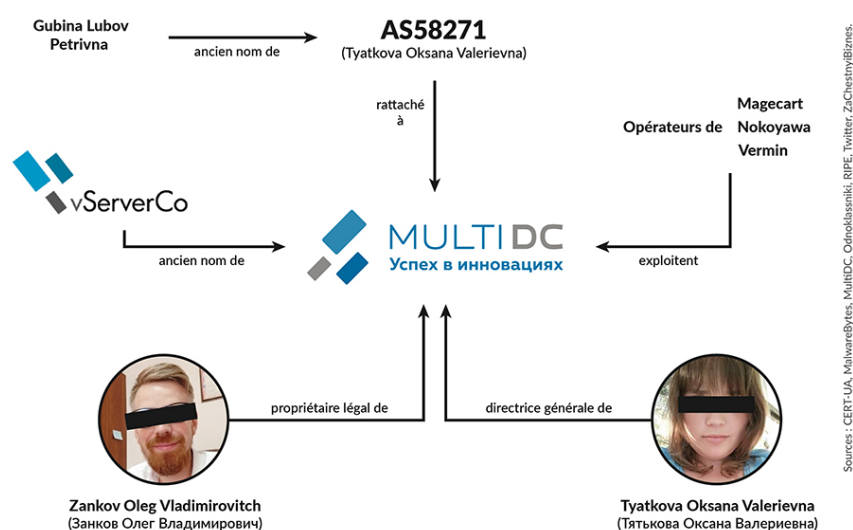 Gubina Lubov
Petrivna
ancien nom de
AS58271
(Tyatkova Oksana Valerievna)
rattaché
à
Opérateurs de
Magecart
Nokoyawa
Vermin
vServerCo
ancien nom de
MULTIDC
Успех в инновациях
exploitent
propriétaire légal de
directrice générale de
Zankov Oleg Vladimirovitch
(Занков Олег Владимирович)
Tyatkova Oksana Valerievna
(Тятькова Оксана Валериевна)
Sources : CERT-UA, MalwareBytes, MultiDC, Odnoklassniki, RIPE, Twitter, ZaChestnyiBiznes.